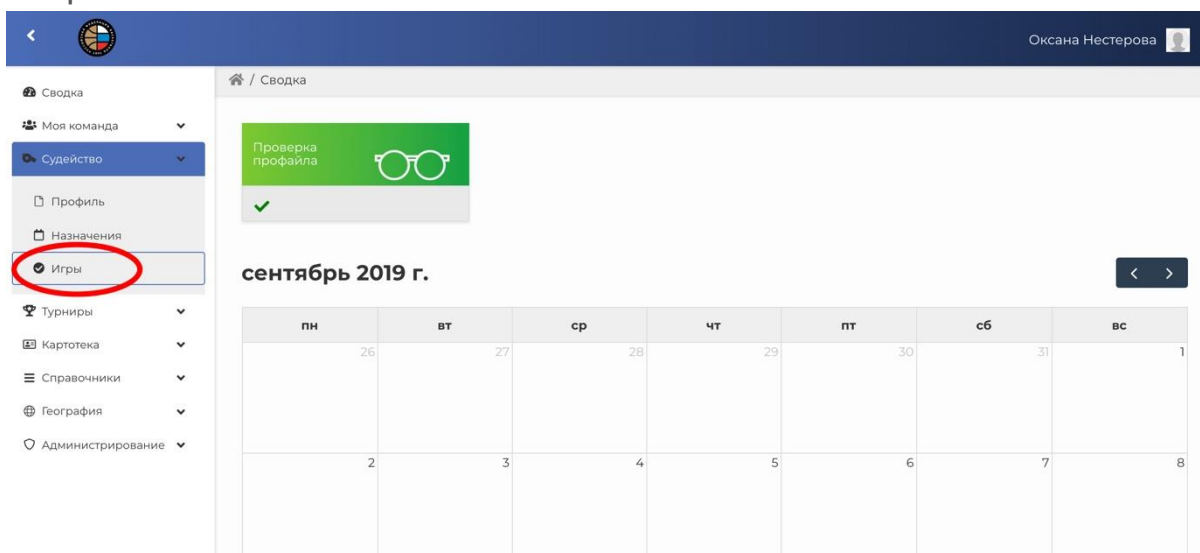 Оксана Нестерова
/ Сводка
Сводка
Моя команда
Судейство
Профиль
Назначения
Игры
Турниры
Картотека
Справочники
География
Администрирование
Проверка
профайла
сентябрь 2019 г.
пн вт ср чт пт сб вс
26 27 28 29 30 31 1
2 3 4 5 6 7 8